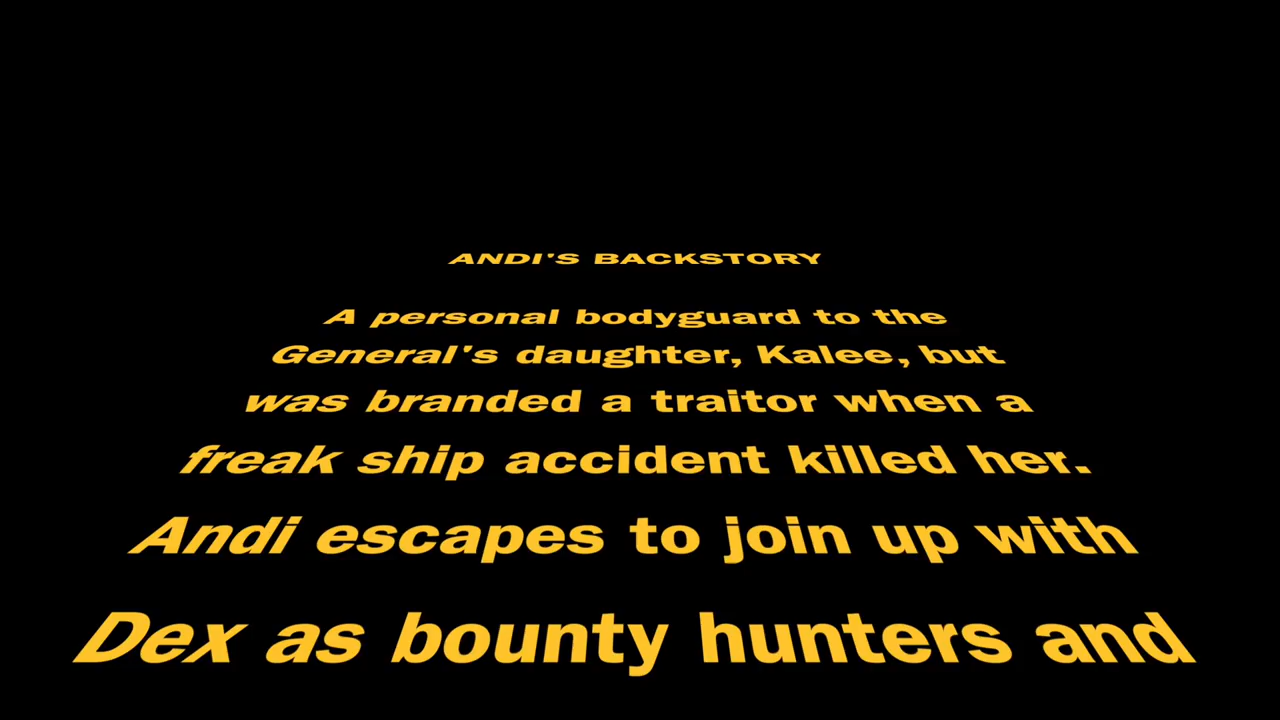 ANDI'S BACKSTORY
A personal bodyguard to the
General's daughter, Kalee, but
was branded a traitor when a
freak ship accident killed her.
Andi escapes to join up with
Dex as bounty hunters and